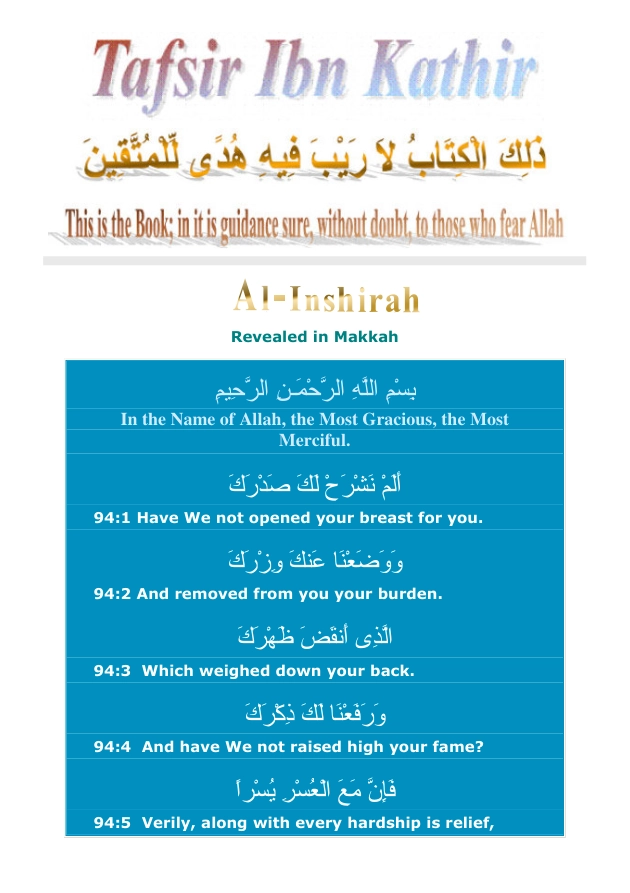 Tafsir Ibn Kathir
ذَلِكَ الْكِتَابُ لاَ رَيْبَ فِيهِ هُدًى لِّلْمُتَّقِينَ
This is the Book; in it is guidance sure, without doubt, to those who fear Allah
Al-Inshirah
Revealed in Makkah
بِسْمِ اللَّهِ الرَّحْمَـنِ الرَّحِيمِ
In the Name of Allah, the Most Gracious, the Most
Merciful.
أَلَمْ نَشْرَحْ لَكَ صَدْرَكَ
94:1 Have We not opened your breast for you.
وَوَضَعْنَا عَنكَ وِزْرَكَ
94:2 And removed from you your burden.
الَّذِى أَنقَضَ ظَهْرَكَ
94:3 Which weighed down your back.
وَرَفَعْنَا لَكَ ذِكْرَكَ
94:4 And have We not raised high your fame?
فَإِنَّ مَعَ الْعُسْرِ يُسْراً
94:5 Verily, along with every hardship is relief,